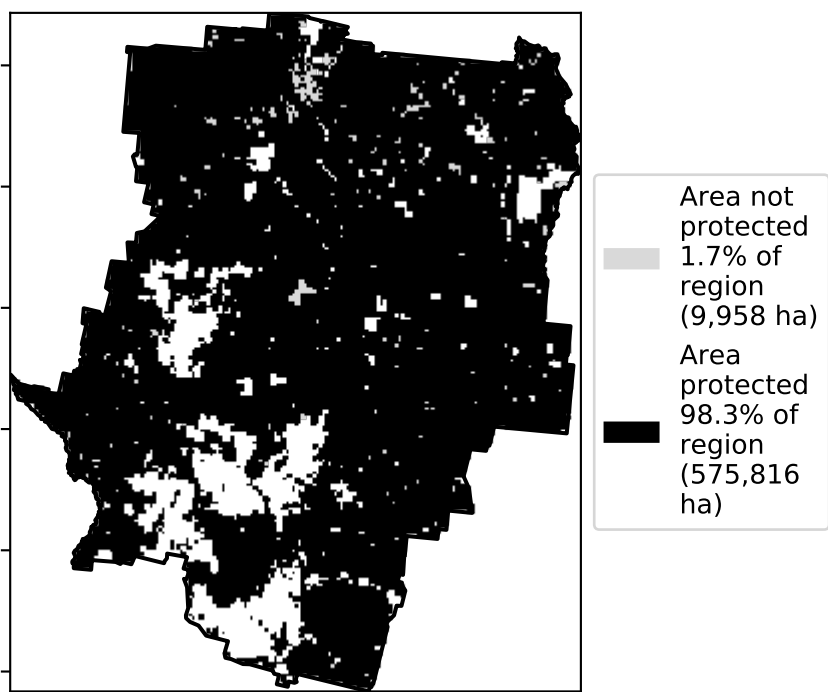 Area not
protected
1.7% of
region
(9,958 ha)
Area
protected
98.3% of
region
(575,816
ha)